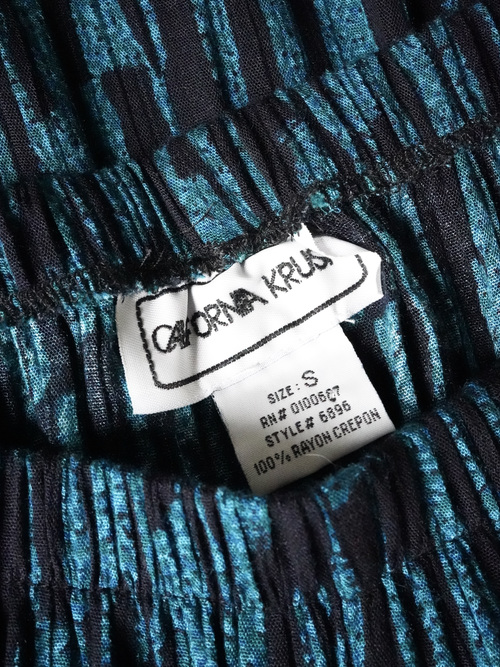 CALIFORNIA KRUSH
SIZE: S
RN# 0100667
STYLE# 6896
100% RAYON CREPON